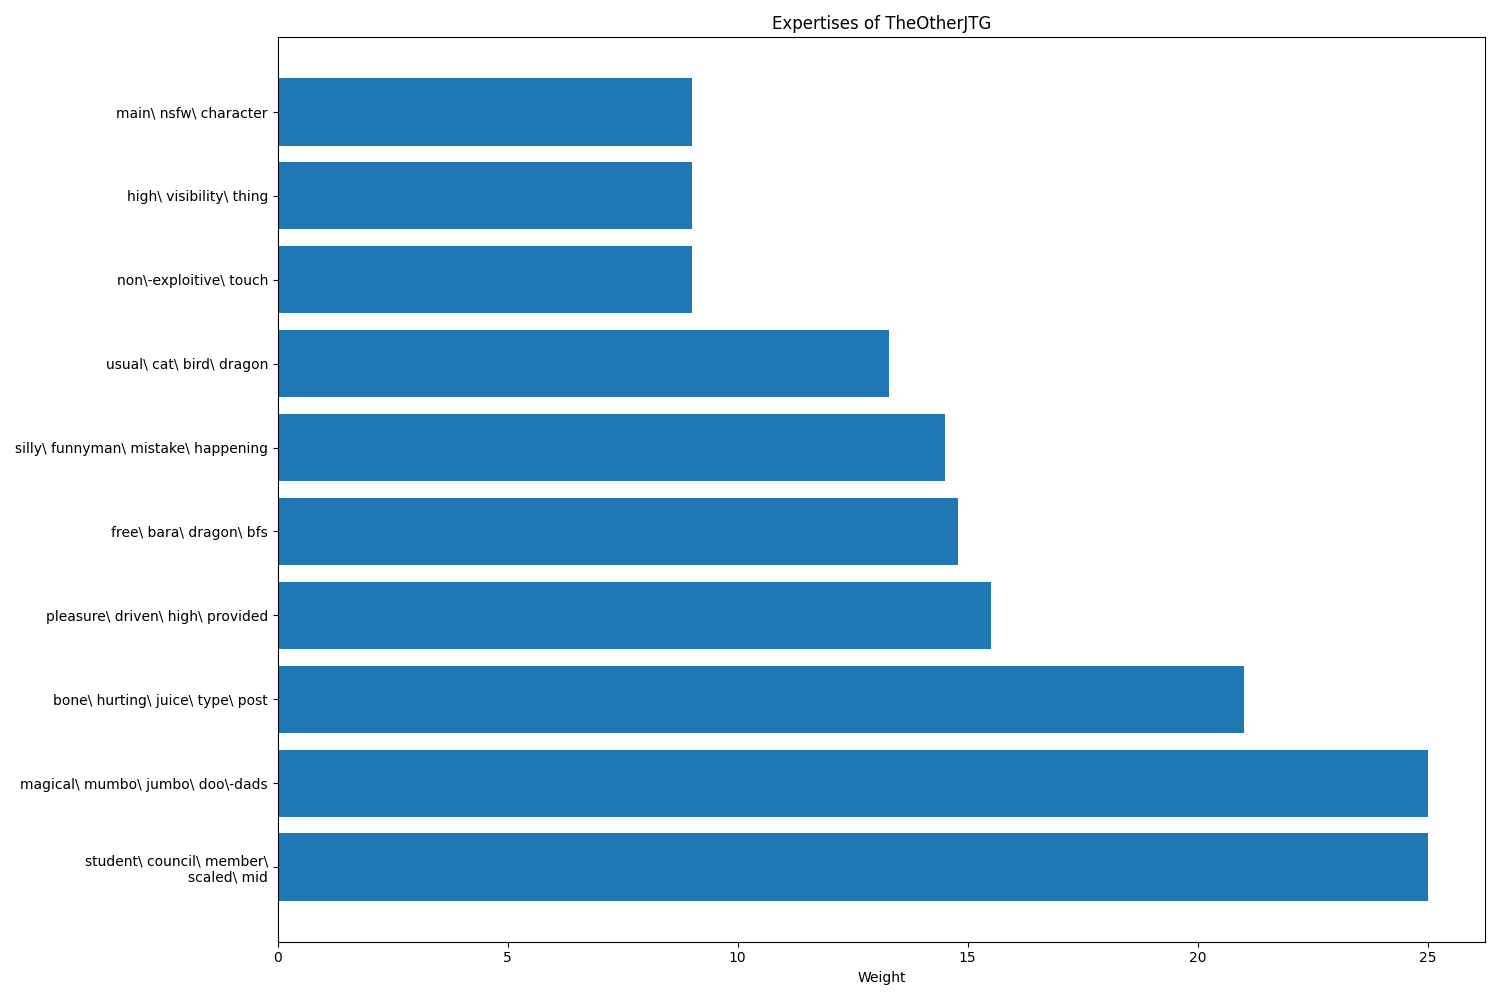 Expertises of TheOtherJTG
main\ nsfw\ character
high\ visibility\ thing
non\-exploitive\ touch
usual\ cat\ bird\ dragon
silly\ funnyman\ mistake\ happening
free\ bara\ dragon\ bfs
pleasure\ driven\ high\ provided
bone\ hurting\ juice\ type\ post
magical\ mumbo\ jumbo\ doo\-dads
student\ council\ member\
scaled\ mid
0 5 10 15 20 25
Weight